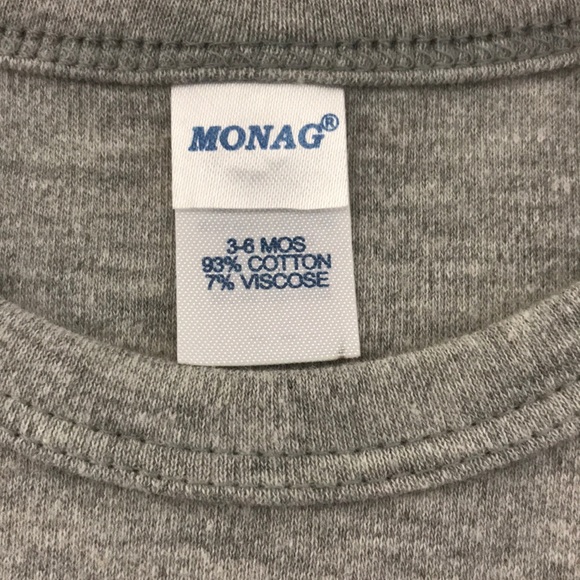 MONAG®
3-6 MOS
93% COTTON
7% VISCOSE